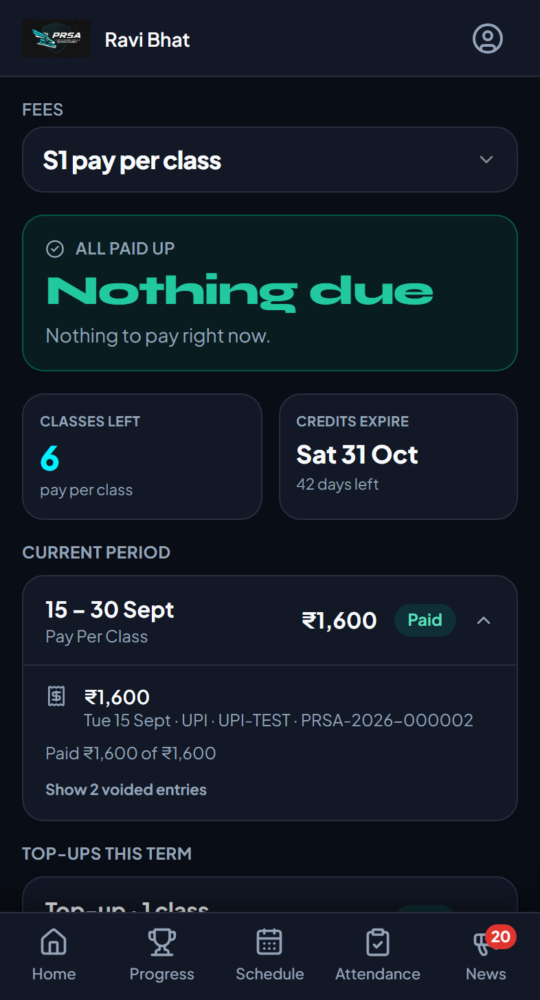 PRSA
Ravi Bhat
FEES
S1 pay per class
ALL PAID UP
Nothing due
Nothing to pay right now.
CLASSES LEFT
6
pay per class
CREDITS EXPIRE
Sat 31 Oct
42 days left
CURRENT PERIOD
15 – 30 Sept
Pay Per Class
₹1,600
Paid
₹1,600
Tue 15 Sept · UPI · UPI-TEST · PRSA-2026-000002
Paid ₹1,600 of ₹1,600
Show 2 voided entries
TOP-UPS THIS TERM
Top-up · 1 class
20
Home
Progress
Schedule
Attendance
News